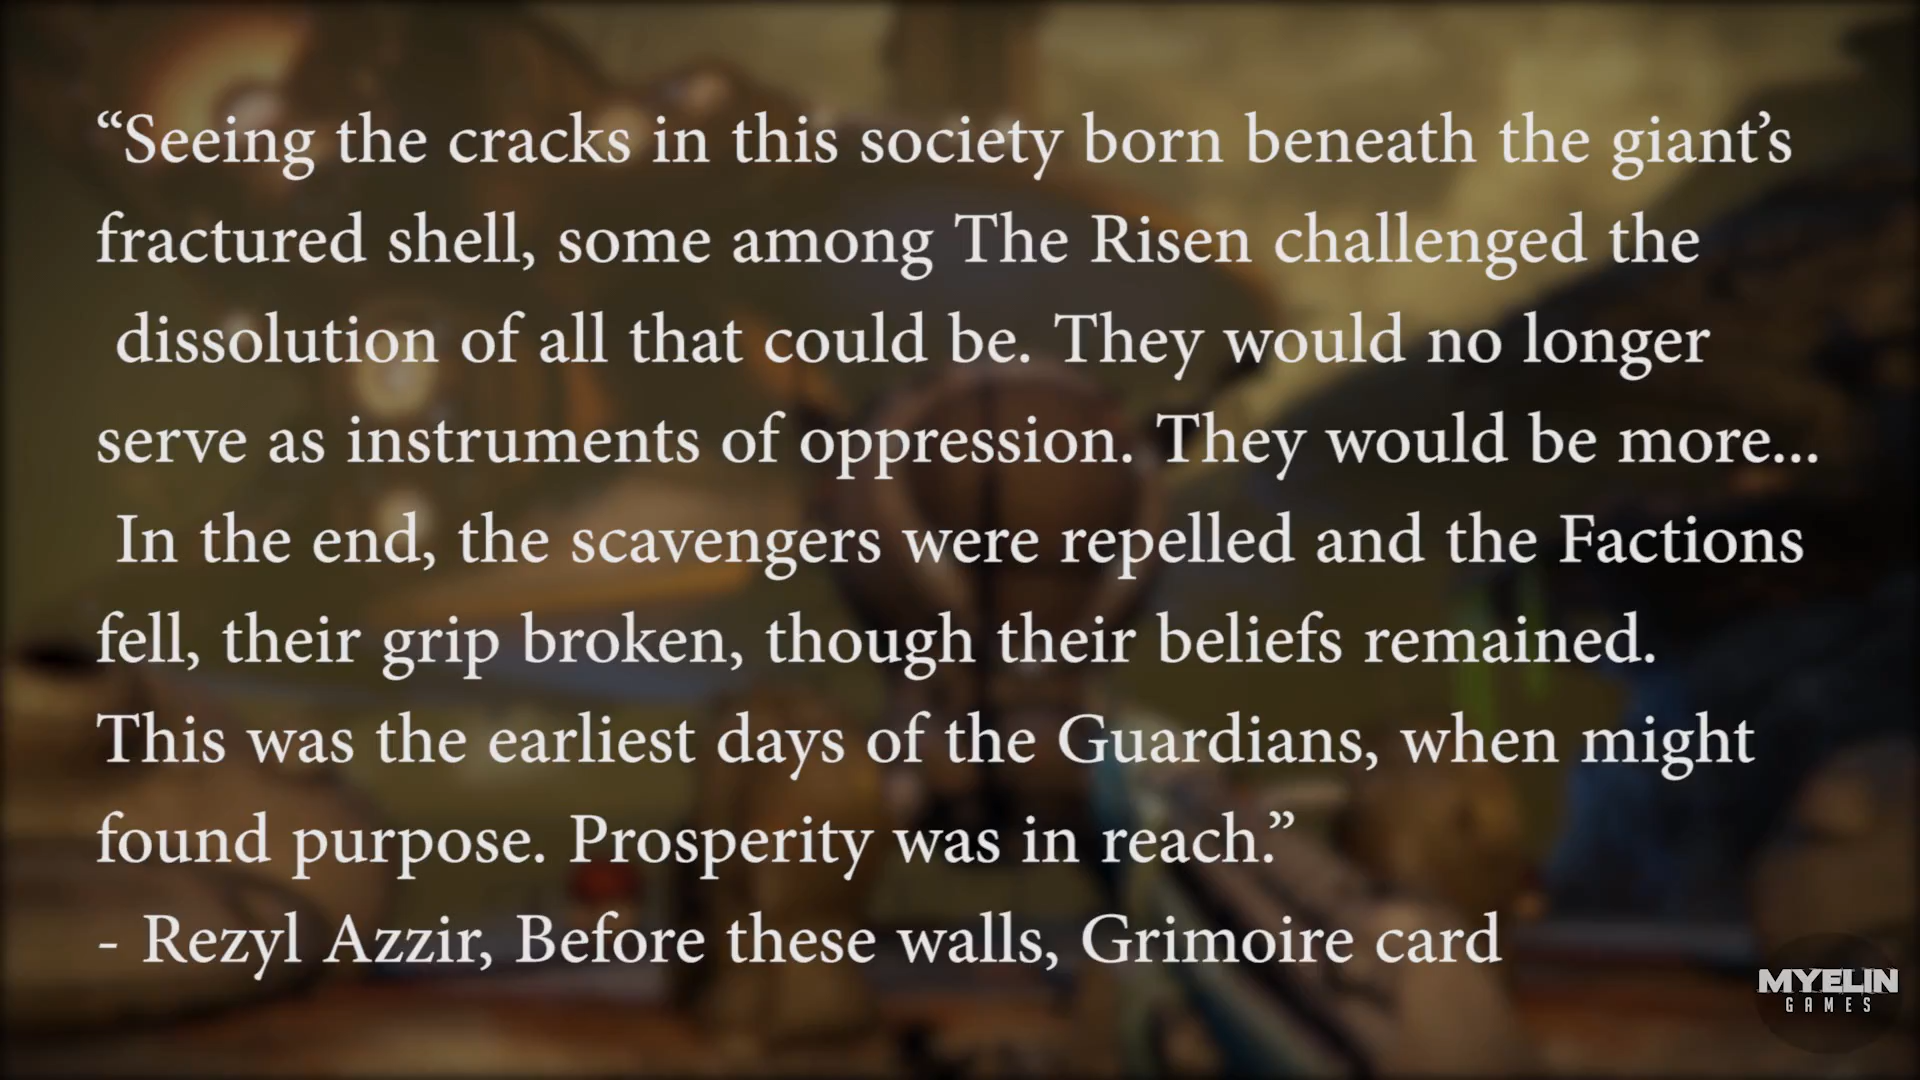 “Seeing the cracks in this society born beneath the giant’s
fractured shell, some among The Risen challenged the
dissolution of all that could be. They would no longer
serve as instruments of oppression. They would be more...
In the end, the scavengers were repelled and the Factions
fell, their grip broken, though their beliefs remained.
This was the earliest days of the Guardians, when might
found purpose. Prosperity was in reach.”
- Rezyl Azzir, Before these walls, Grimoire card
MYELIN
GAMES